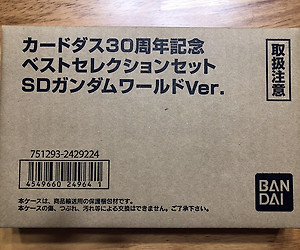 カードダス30周年記念
ベストセレクションセット
SDガンダムワールドVer.
取扱注意
751293-2429224
4549660 249641
本ケースは、商品輸送用の保護梱包材です。
本ケースの傷、つぶれ、汚れ等による交換はできません。ご了承下さい。
BAN
DAI